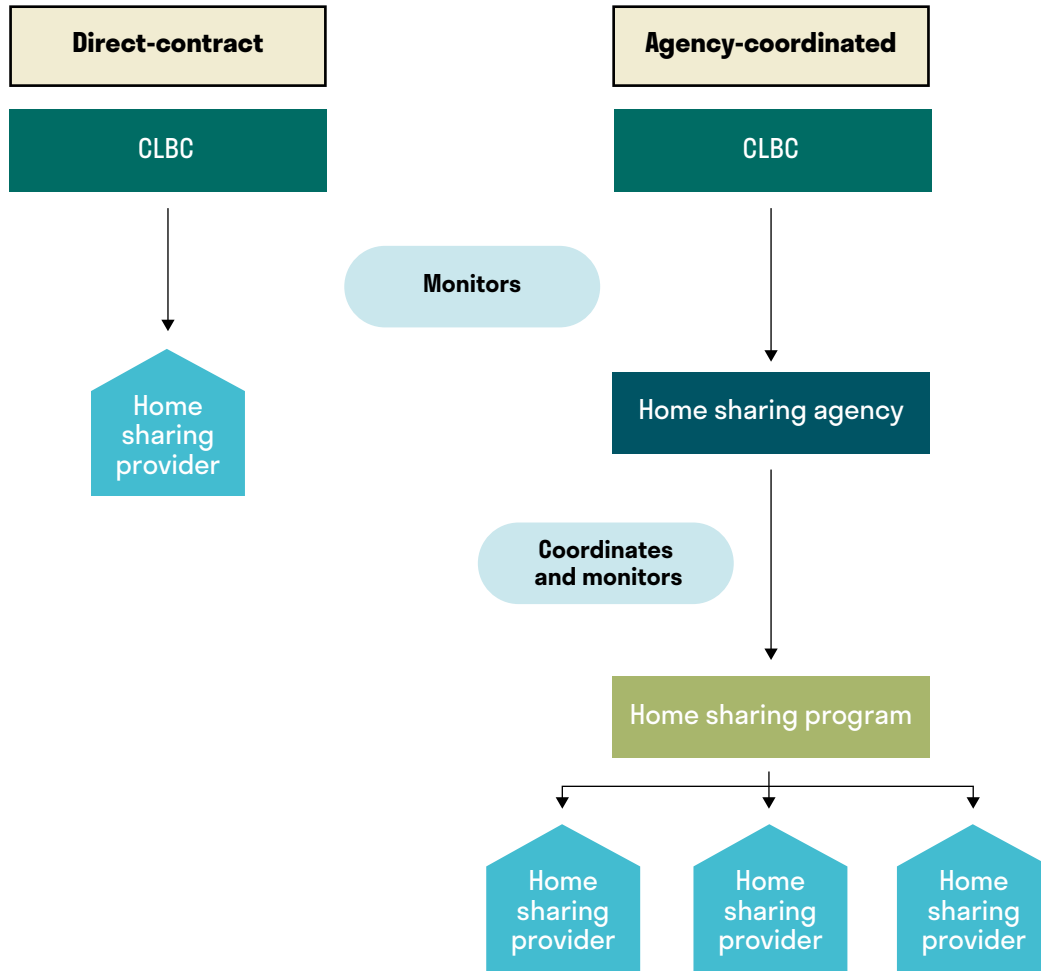 Direct-contract
Agency-coordinated
CLBC
CLBC
Monitors
Home
sharing
provider
Home sharing agency
Coordinates
and monitors
Home sharing program
Home
sharing
provider
Home
sharing
provider
Home
sharing
provider